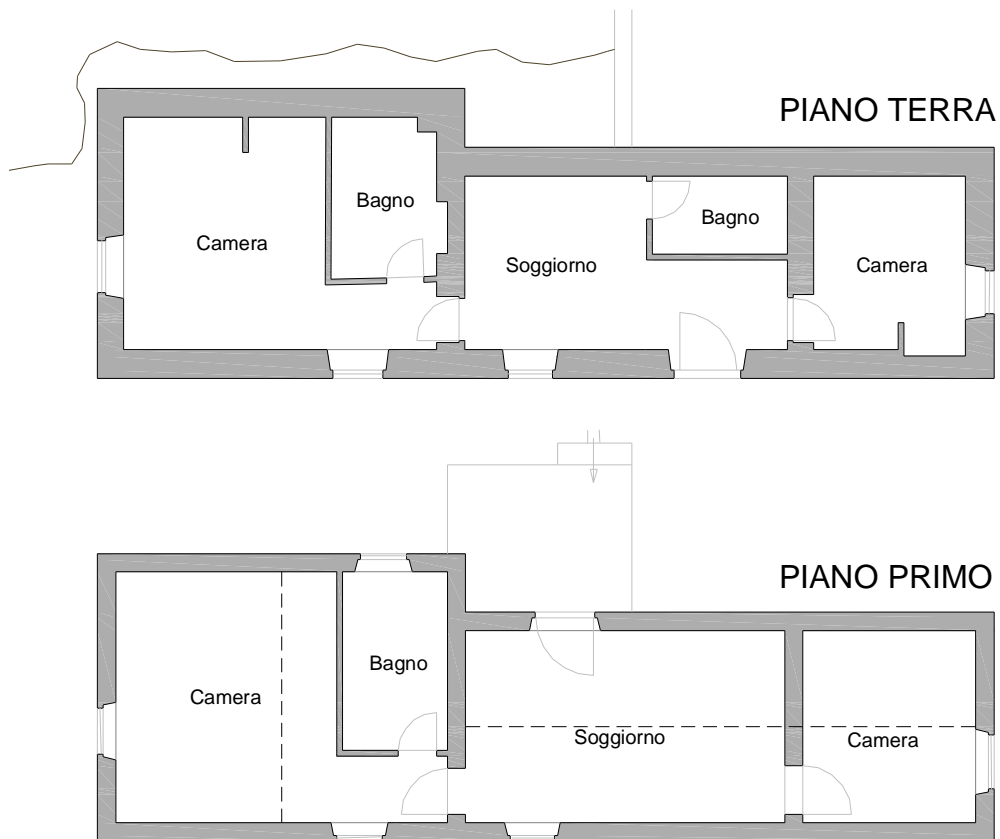 PIANO TERRA
Bagno
Bagno
Camera
Soggiorno
Camera
PIANO PRIMO
Bagno
Camera
Soggiorno
Camera